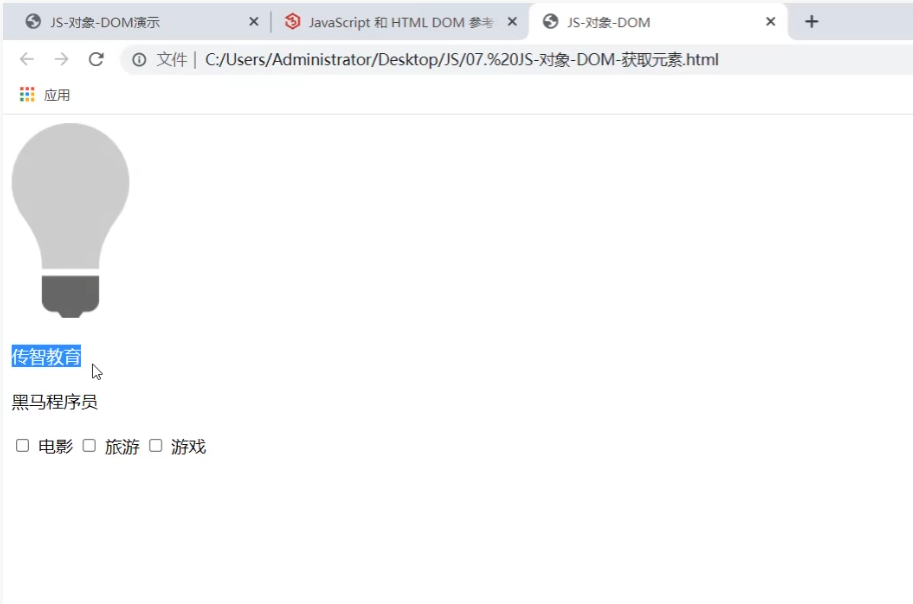 JS-对象-DOM演示
JavaScript 和 HTML DOM 參考
JS-对象-DOM
文件 | C:/Users/Administrator/Desktop/JS/07.%20JS-对象-DOM-获取元素.html
应用
传智教育
黑马程序员
电影 旅游 游戏